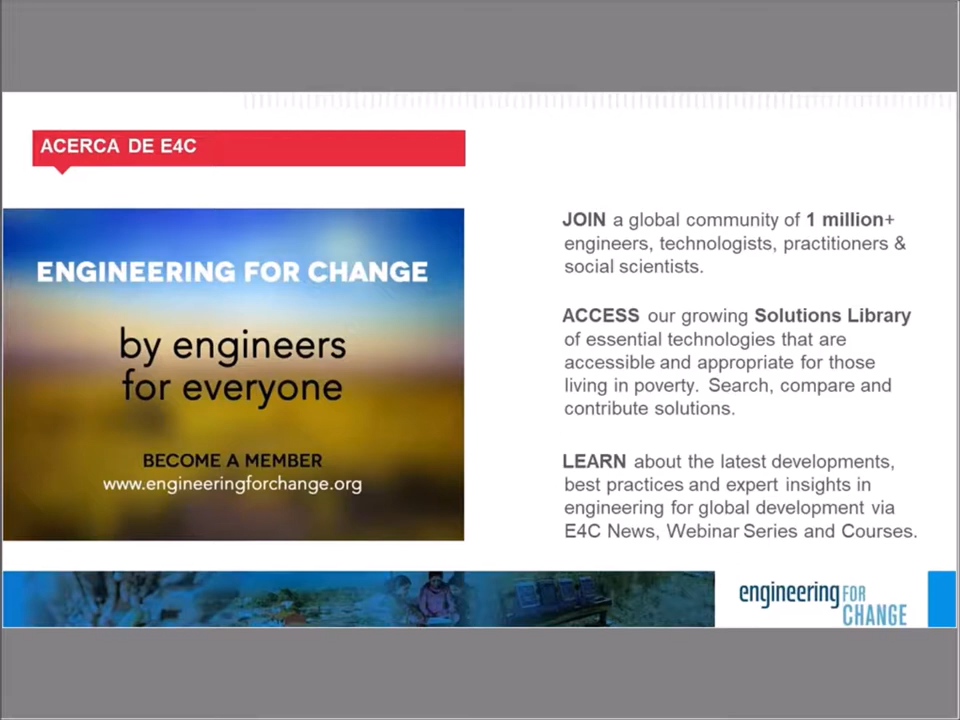 ACERCA DE E4C
ENGINEERING FOR CHANGE
by engineers
for everyone
BECOME A MEMBER
www.engineeringforchange.org
JOIN a global community of 1 million+
engineers, technologists, practitioners &
social scientists.
ACCESS our growing Solutions Library
of essential technologies that are
accessible and appropriate for those
living in poverty. Search, compare and
contribute solutions.
LEARN about the latest developments,
best practices and expert insights in
engineering for global development via
E4C News, Webinar Series and Courses.
engineering FOR
CHANGE